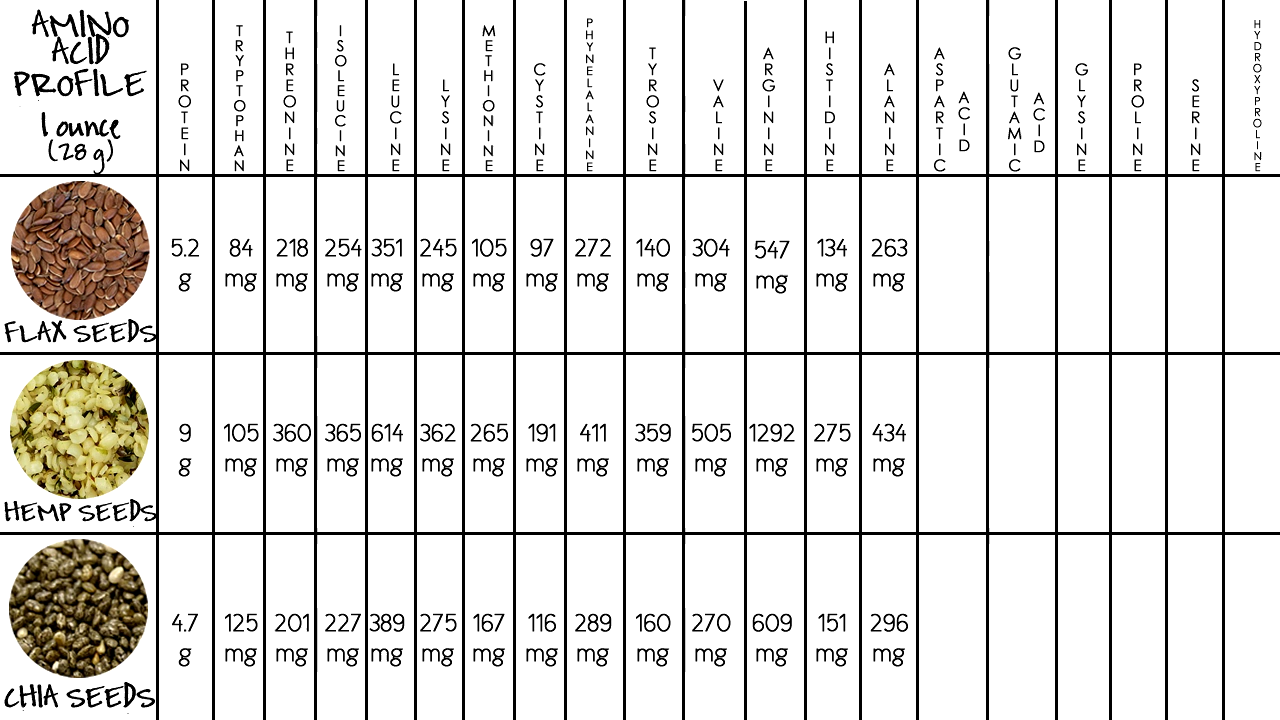 AMINO
ACID
PROFILE
1 ounce
(28 g)
PROTEIN
TRYPTOPHAN
THREONINE
ISOLEUCINE
LEUCINE
LYSINE
METHIONINE
CYSTINE
PHYNELALANINE
TYROSINE
VALINE
ARGININE
HISTIDINE
ALANINE
ASPARTIC ACID
GLUTAMIC ACID
GLYSINE
PROLINE
SERINE
HYDROXYPROLINE
5.2 84 218 254 351 245 105 97 272 140 304 547 134 263
g mg mg mg mg mg mg mg mg mg mg mg mg mg
FLAX SEEDS
9 105 360 365 614 362 265 191 411 359 505 1292 275 434
g mg mg mg mg mg mg mg mg mg mg mg mg mg
HEMP SEEDS
4.7 125 201 227 389 275 167 116 289 160 270 609 151 296
g mg mg mg mg mg mg mg mg mg mg mg mg mg
CHIA SEEDS